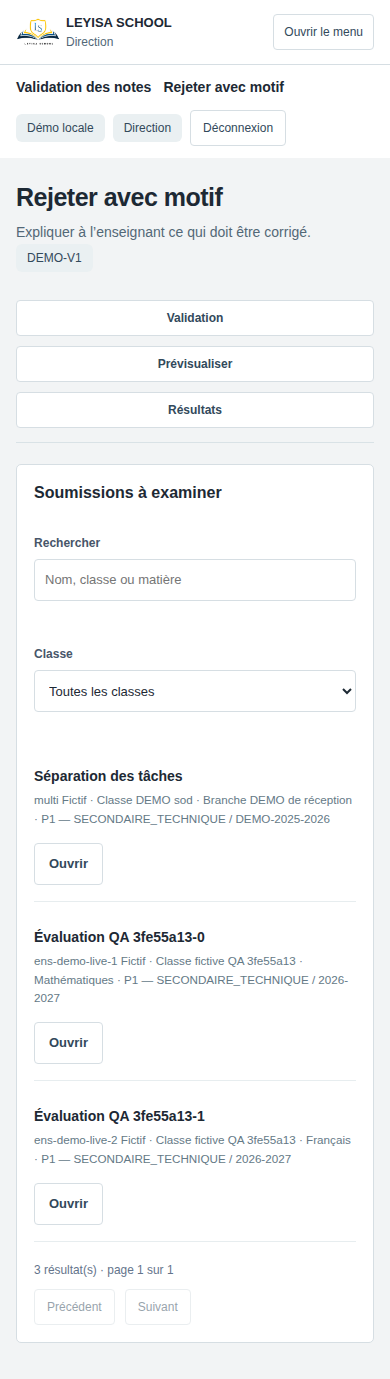 LEYISA SCHOOL
Direction
Ouvrir le menu
Validation des notes Rejeter avec motif
Démo locale Direction Déconnexion
Rejeter avec motif
Expliquer à l'enseignant ce qui doit être corrigé.
DEMO-V1
Validation
Prévisualiser
Résultats
Soumissions à examiner
Rechercher
Nom, classe ou matière
Classe
Toutes les classes
Séparation des tâches
multi Fictif · Classe DEMO sod · Branche DEMO de réception
· P1 — SECONDAIRE_TECHNIQUE / DEMO-2025-2026
Ouvrir
Évaluation QA 3fe55a13-0
ens-demo-live-1 Fictif · Classe fictive QA 3fe55a13 ·
Mathématiques · P1 — SECONDAIRE_TECHNIQUE / 2026-
2027
Ouvrir
Évaluation QA 3fe55a13-1
ens-demo-live-2 Fictif · Classe fictive QA 3fe55a13 · Français
· P1 — SECONDAIRE_TECHNIQUE / 2026-2027
Ouvrir
3 résultat(s) · page 1 sur 1
Précédent Suivant